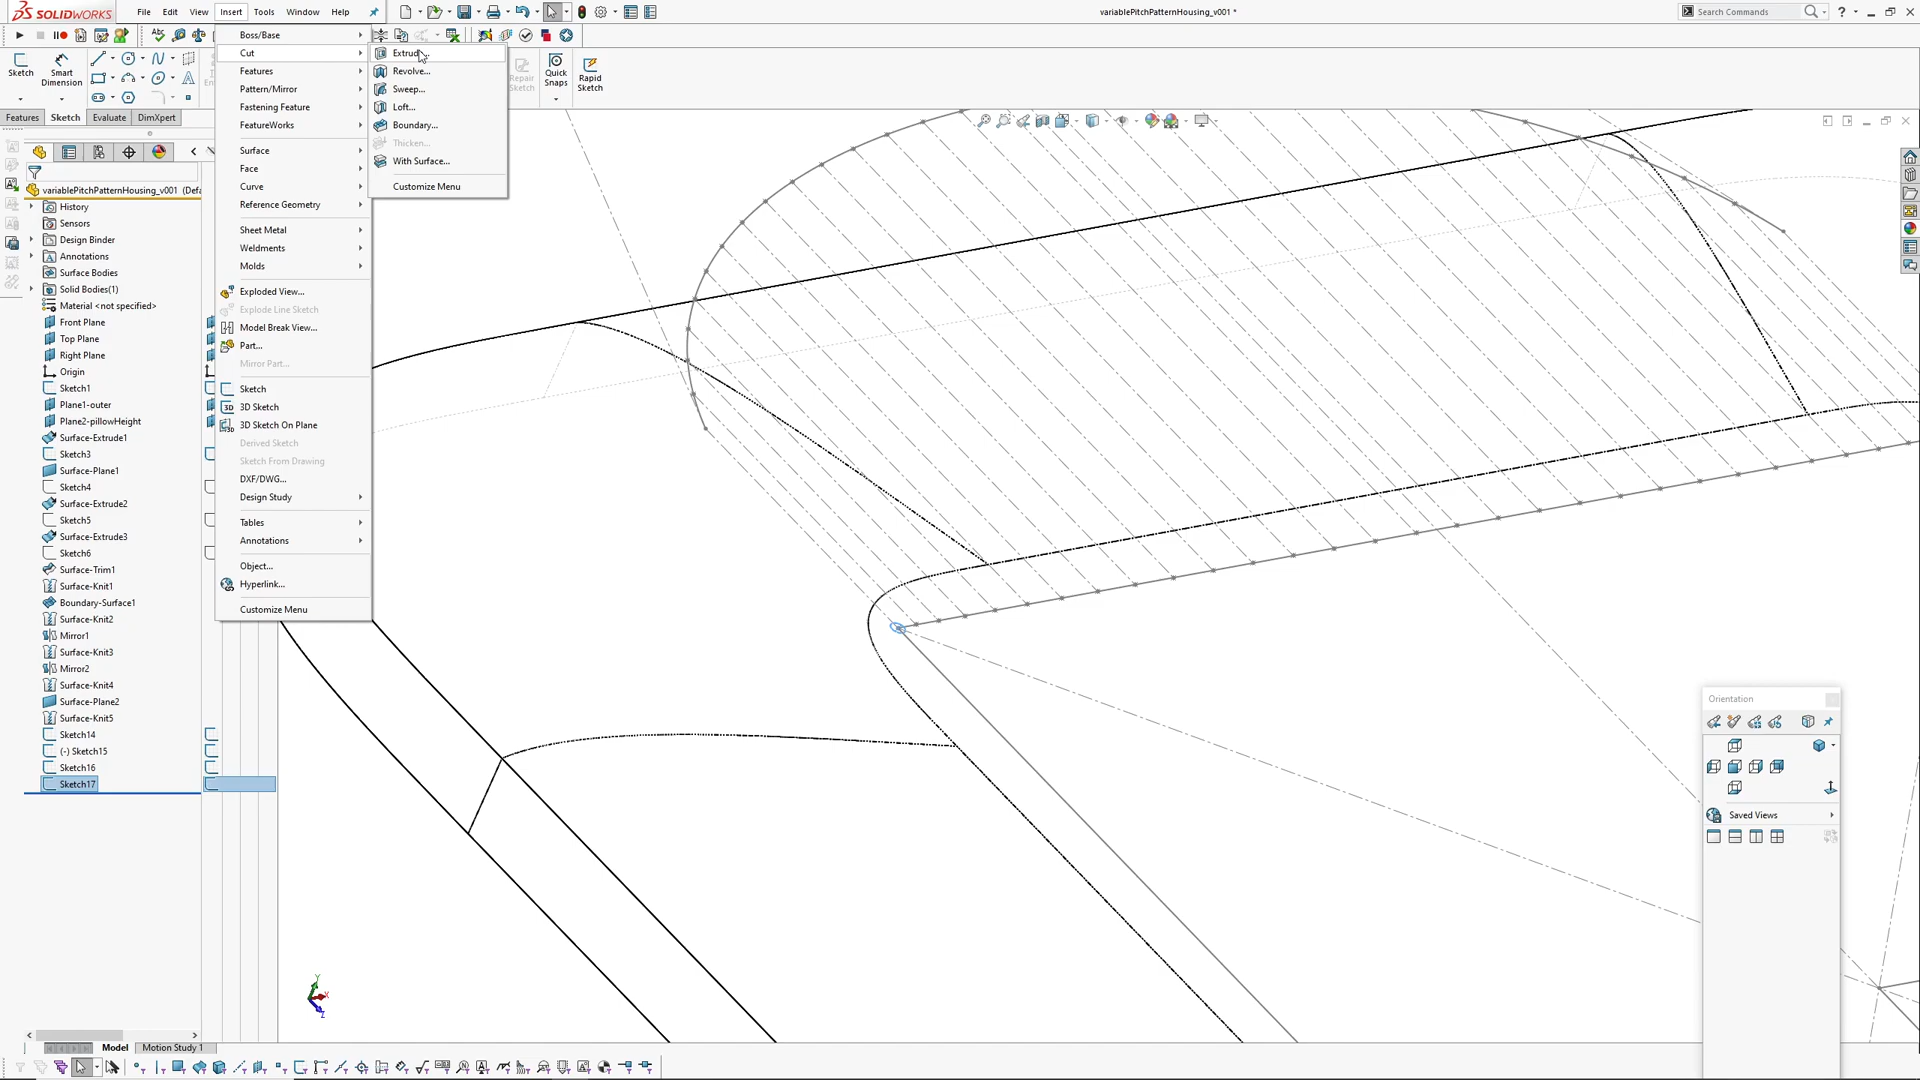 SOLIDWORKS File Edit View Insert Tools Window Help variablePitchPatternHousing_v001 * Search Commands
Sketch Smart Dimension Repair Sketch Quick Snaps Rapid Sketch
Features Sketch Evaluate DimXpert
variablePitchPatternHousing_v001 (Defa
History
Sensors
Design Binder
Annotations
Surface Bodies
Solid Bodies(1)
Material <not specified>
Front Plane
Top Plane
Right Plane
Origin
Sketch1
Plane1-outer
Plane2-pillowHeight
Surface-Extrude1
Sketch3
Surface-Plane1
Sketch4
Surface-Extrude2
Sketch5
Surface-Extrude3
Sketch6
Surface-Trim1
Surface-Knit1
Boundary-Surface1
Surface-Knit2
Mirror1
Surface-Knit3
Mirror2
Surface-Knit4
Surface-Plane2
Surface-Knit5
Sketch14
(-) Sketch15
Sketch16
Sketch17
Boss/Base
Cut
Features
Pattern/Mirror
Fastening Feature
FeatureWorks
Surface
Face
Curve
Reference Geometry
Sheet Metal
Weldments
Molds
Exploded View...
Explode Line Sketch
Model Break View...
Part...
Mirror Part...
Sketch
3D Sketch
3D Sketch On Plane
Derived Sketch
Sketch From Drawing
DXF/DWG...
Design Study
Tables
Annotations
Object...
Hyperlink...
Customize Menu
Extrude...
Revolve...
Sweep...
Loft...
Boundary...
Thicken...
With Surface...
Customize Menu
Orientation
Saved Views
Y
X
Z
Model Motion Study 1